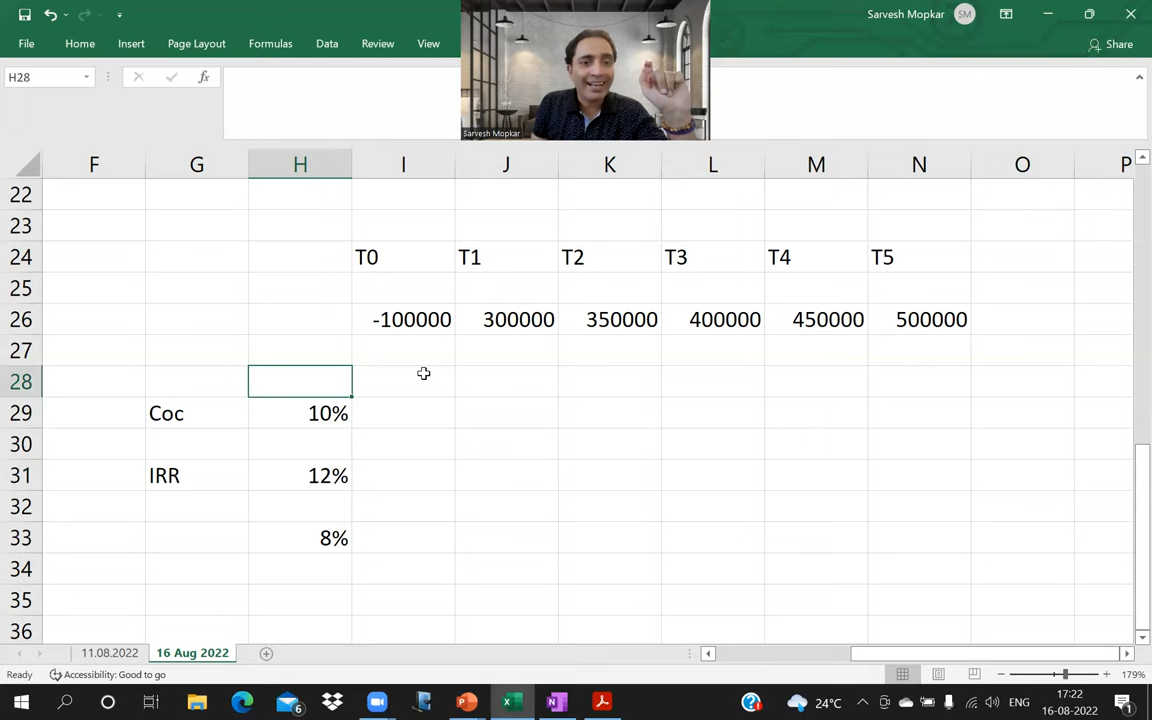 Sarvesh Mopkar SM
File Home Insert Page Layout Formulas Data Review View Share
H28 fx
Sarvesh Mopkar
F G H I J K L M N O P
22
23
24 T0 T1 T2 T3 T4 T5
25
26 -100000 300000 350000 400000 450000 500000
27
28
29 Coc 10%
30
31 IRR 12%
32
33 8%
34
35
36
11.08.2022 16 Aug 2022
Ready Accessibility: Good to go 179%
6 24°C ENG 17:22
16-08-2022 1